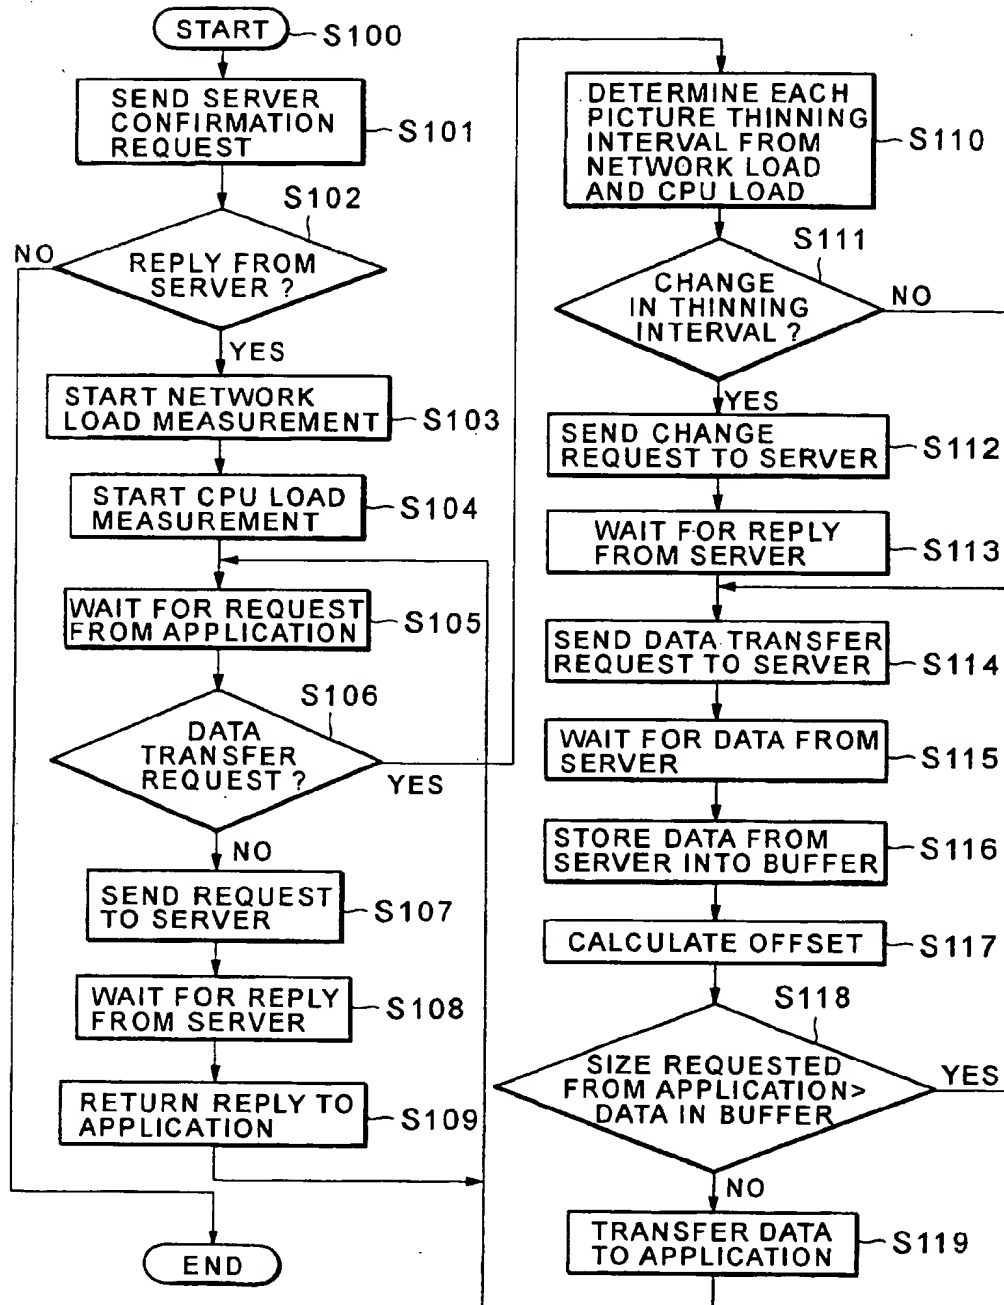 START
S100
SEND SERVER
CONFIRMATION
REQUEST
S101
S102
NO
REPLY FROM
SERVER ?
YES
START NETWORK
LOAD MEASUREMENT
S103
START CPU LOAD
MEASUREMENT
S104
WAIT FOR REQUEST
FROM APPLICATION
S105
S106
DATA
TRANSFER
REQUEST ?
YES
NO
SEND REQUEST
TO SERVER
S107
WAIT FOR REPLY
FROM SERVER
S108
RETURN REPLY TO
APPLICATION
S109
END
DETERMINE EACH
PICTURE THINNING
INTERVAL FROM
NETWORK LOAD
AND CPU LOAD
S110
S111
CHANGE
IN THINNING
INTERVAL ?
NO
YES
SEND CHANGE
REQUEST TO SERVER
S112
WAIT FOR REPLY
FROM SERVER
S113
SEND DATA TRANSFER
REQUEST TO SERVER
S114
WAIT FOR DATA FROM
SERVER
S115
STORE DATA FROM
SERVER INTO BUFFER
S116
CALCULATE OFFSET
S117
S118
SIZE REQUESTED
FROM APPLICATION>
DATA IN BUFFER
YES
NO
TRANSFER DATA
TO APPLICATION
S119